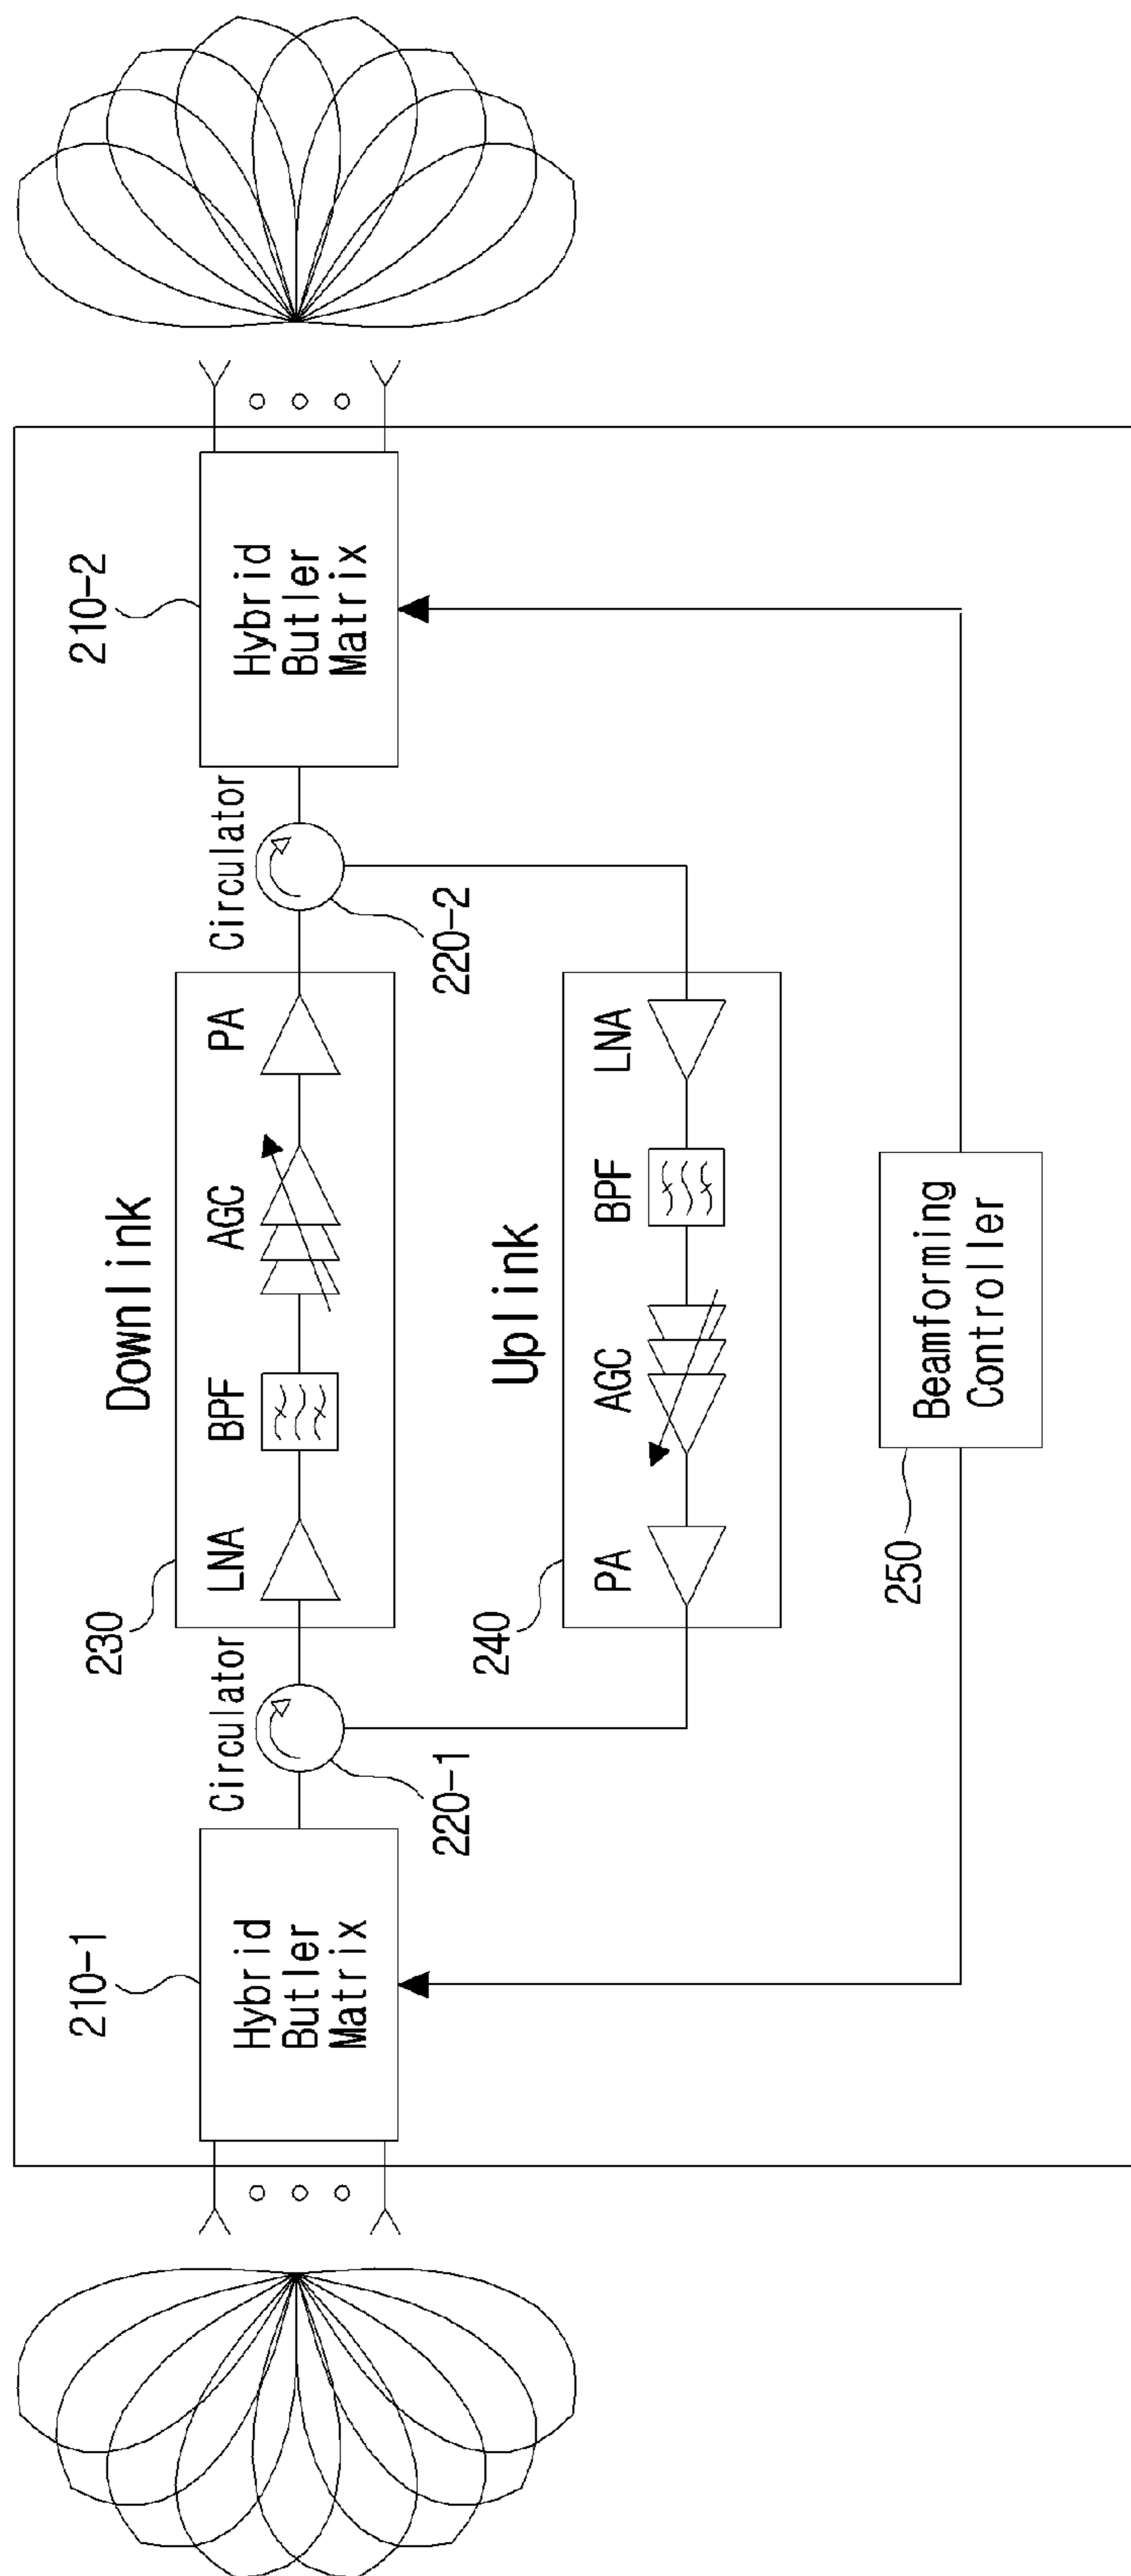 Downlink
230
LNA
BPF
AGC
PA
210-1
Hybrid
Butler
Matrix
Circulator
220-1
Circulator
220-2
210-2
Hybrid
Butler
Matrix
Uplink
240
PA
AGC
BPF
LNA
250
Beamforming
Controller